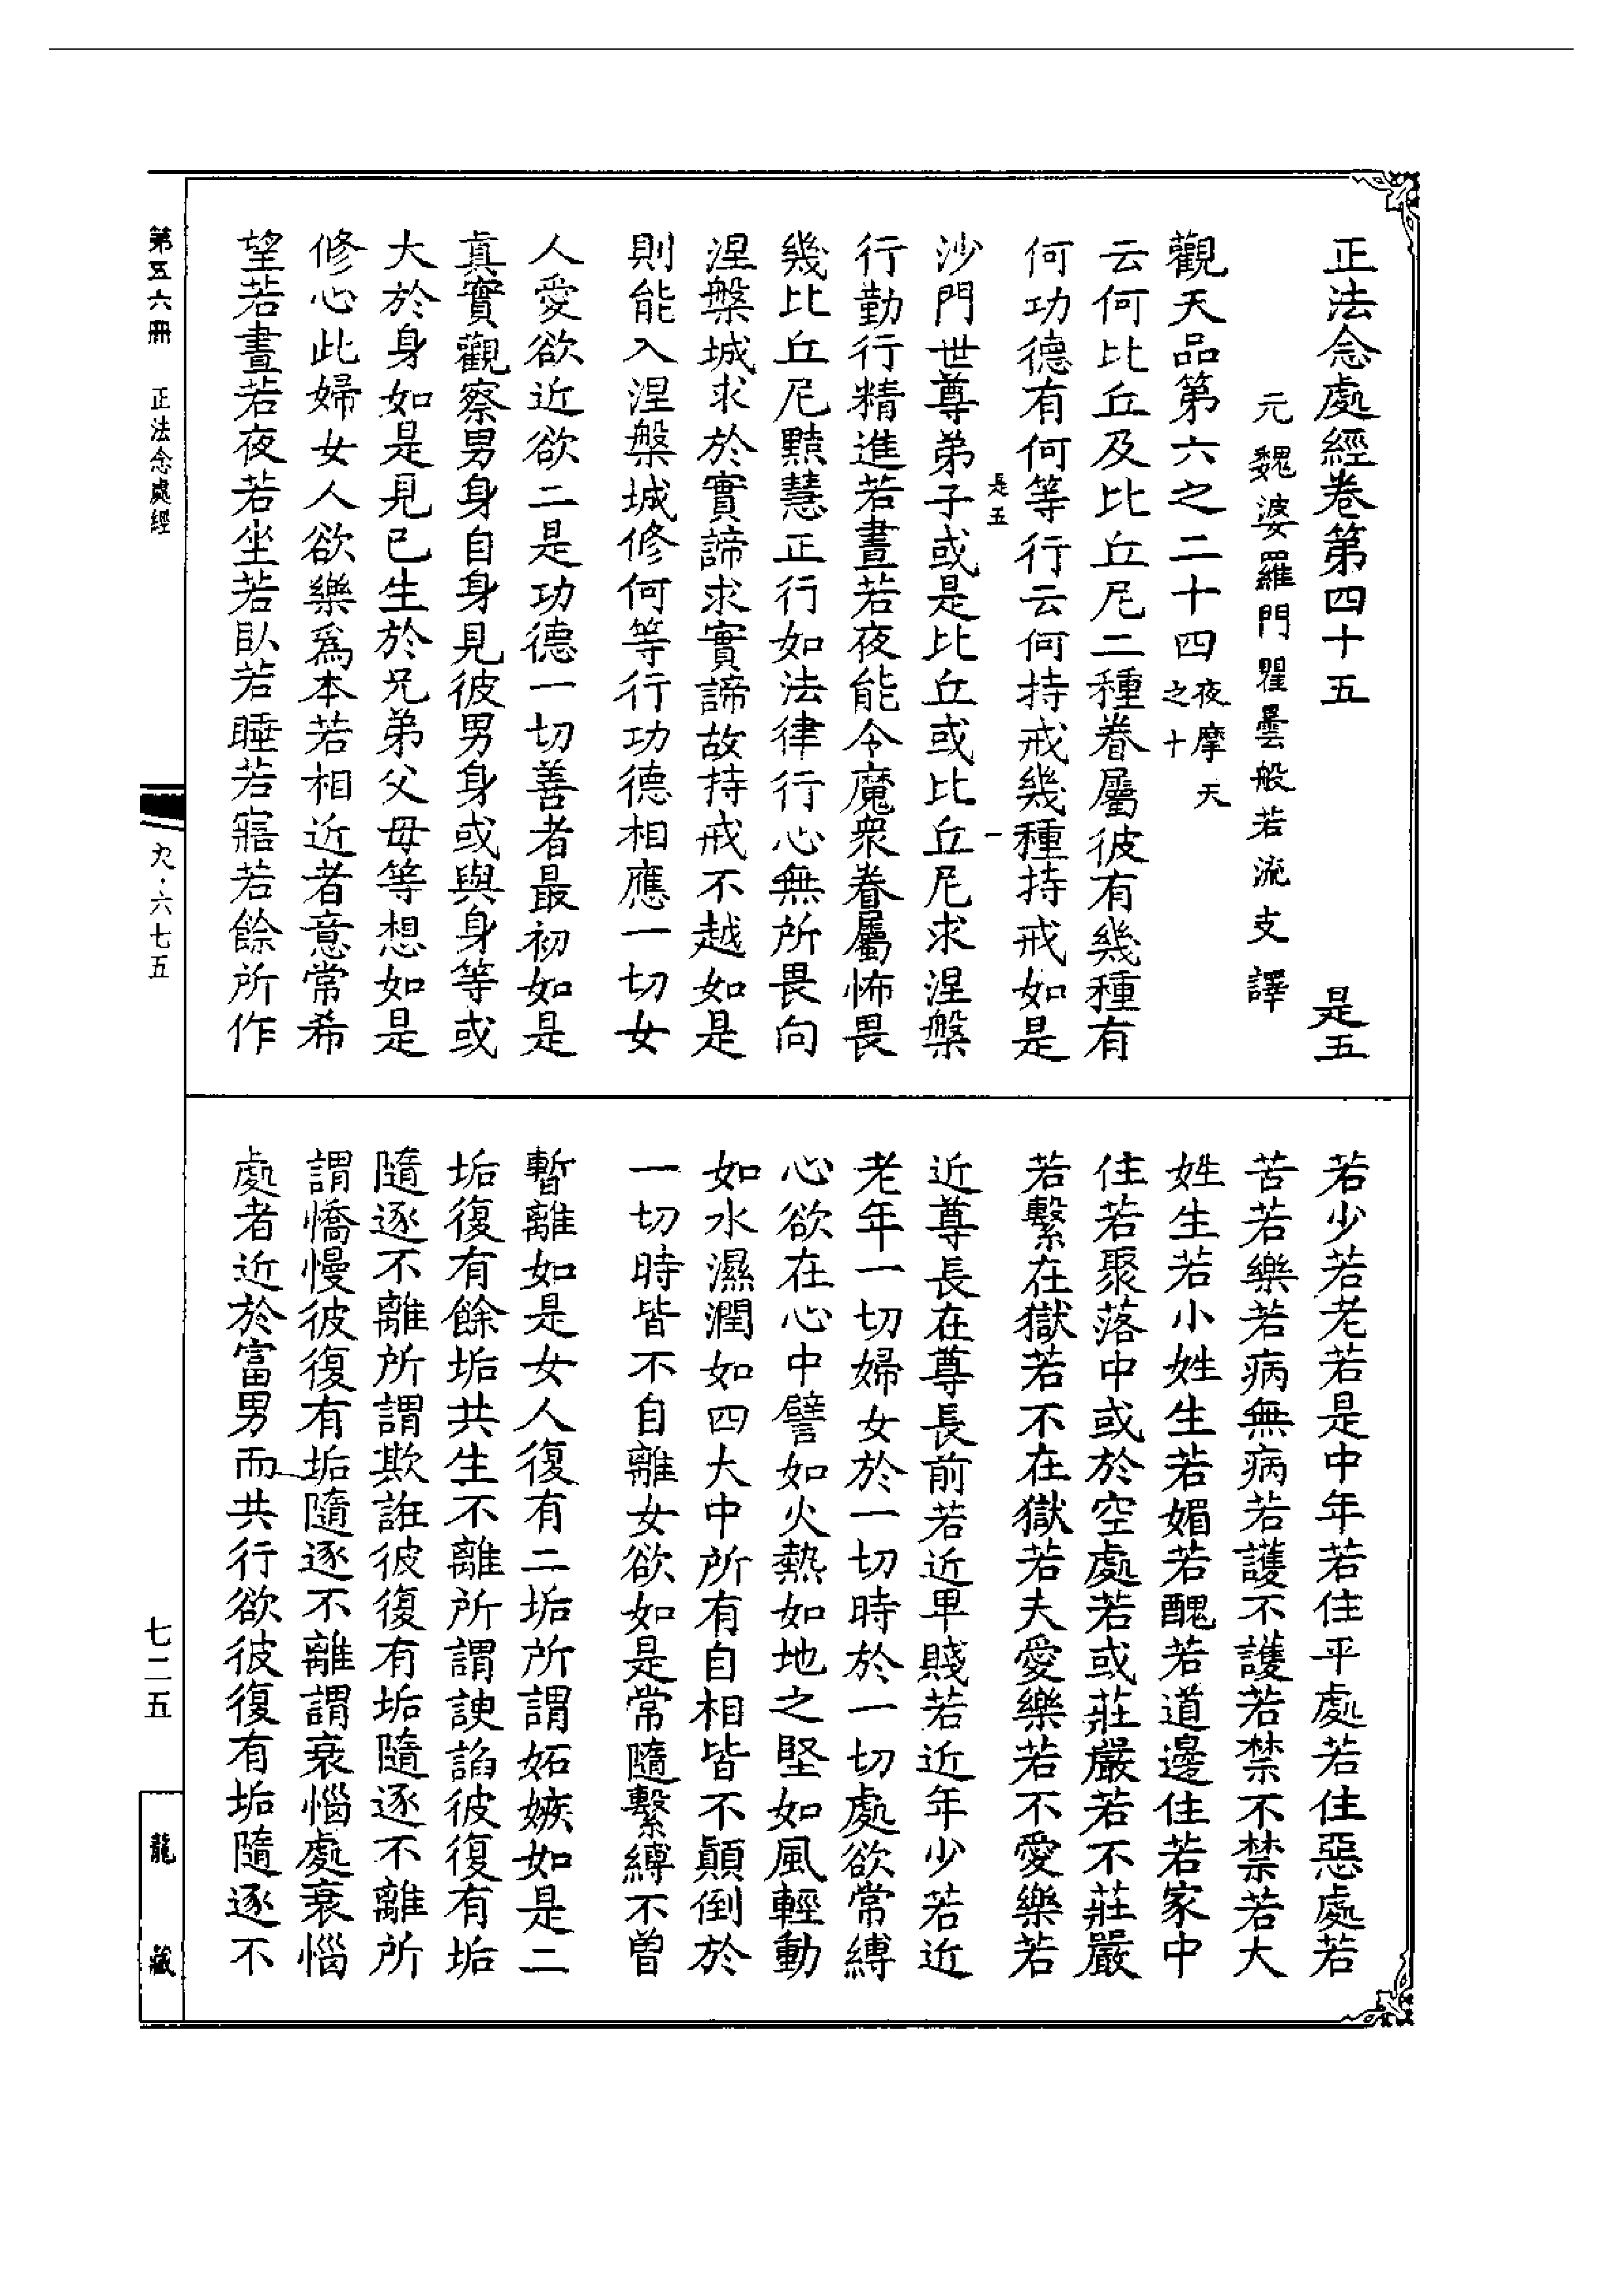 正法念處經卷第四十五 是五
元魏婆羅門瞿曇般若流支譯
觀天品第六之二十四夜摩天之十
云何比丘及比丘尼二種眷屬彼有幾種有
何功德有何等行云何持戒幾種持戒如是
是五 一
沙門世尊弟子或是比丘或比丘尼求涅槃
行勤行精進若晝若夜能令魔衆眷屬怖畏
幾比丘尼黠慧正行如法律行心無所畏向
涅槃城求於實諦求實諦故持戒不越如是
則能入涅槃城修何等行功德相應一切女
人愛欲近欲二是功德一切善者最初如是
真實觀察男身自身見彼男身或與身等或
大於身如是見已生於兄弟父母等想如是
修心此婦女人欲樂爲本若相近者意常希
望若晝若夜若坐若臥若睡若寤若餘所作
若少若老若是中年若住平處若住惡處若
苦若樂若病無病若護不護若禁不禁若大
姓生若小姓生若媚若醜若道邊住若家中
住若聚落中或於空處若或莊嚴若不莊嚴
若繫在獄若不在獄若夫愛樂若不愛樂若
近尊長在尊長前若近卑賤若近年少若近
老年一切婦女於一切時於一切處欲常縛
心欲在心中譬如火熱如地之堅如風輕動
如水濕潤如四大中所有自相皆不顛倒於
一切時皆不自離女欲如是常隨繫縛不曾
暫離如是女人復有二垢所謂妬嫉如是二
垢復有餘垢共生不離所謂諛諂彼復有垢
隨逐不離所謂欺誑彼復有垢隨逐不離所
謂憍慢彼復有垢隨逐不離謂衰惱處衰惱
處者近於富男而共行欲彼復有垢隨逐不
第五六冊 正法念處經
九·六七五
七二五
龍藏